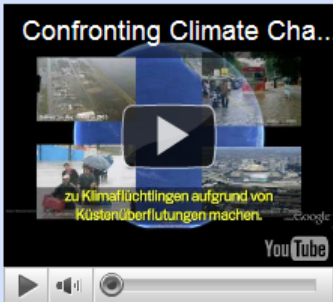 Confronting Climate Cha...
zu Klimaflüchtlingen aufgrund von
Küstenüberflutungen machen.
Google
YouTube